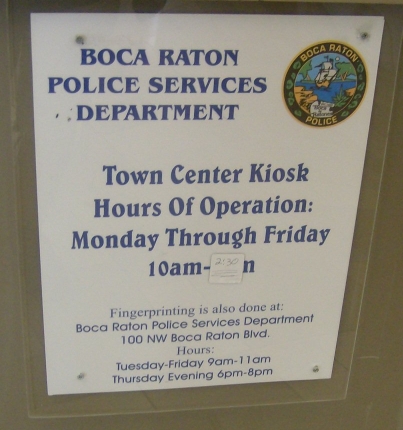 BOCA RATON
POLICE SERVICES
DEPARTMENT
BOCA RATON
POLICE
Town Center Kiosk
Hours Of Operation:
Monday Through Friday
10am-2:30
Fingerprinting is also done at:
Boca Raton Police Services Department
100 NW Boca Raton Blvd.
Hours:
Tuesday-Friday 9am-11am
Thursday Evening 6pm-8pm